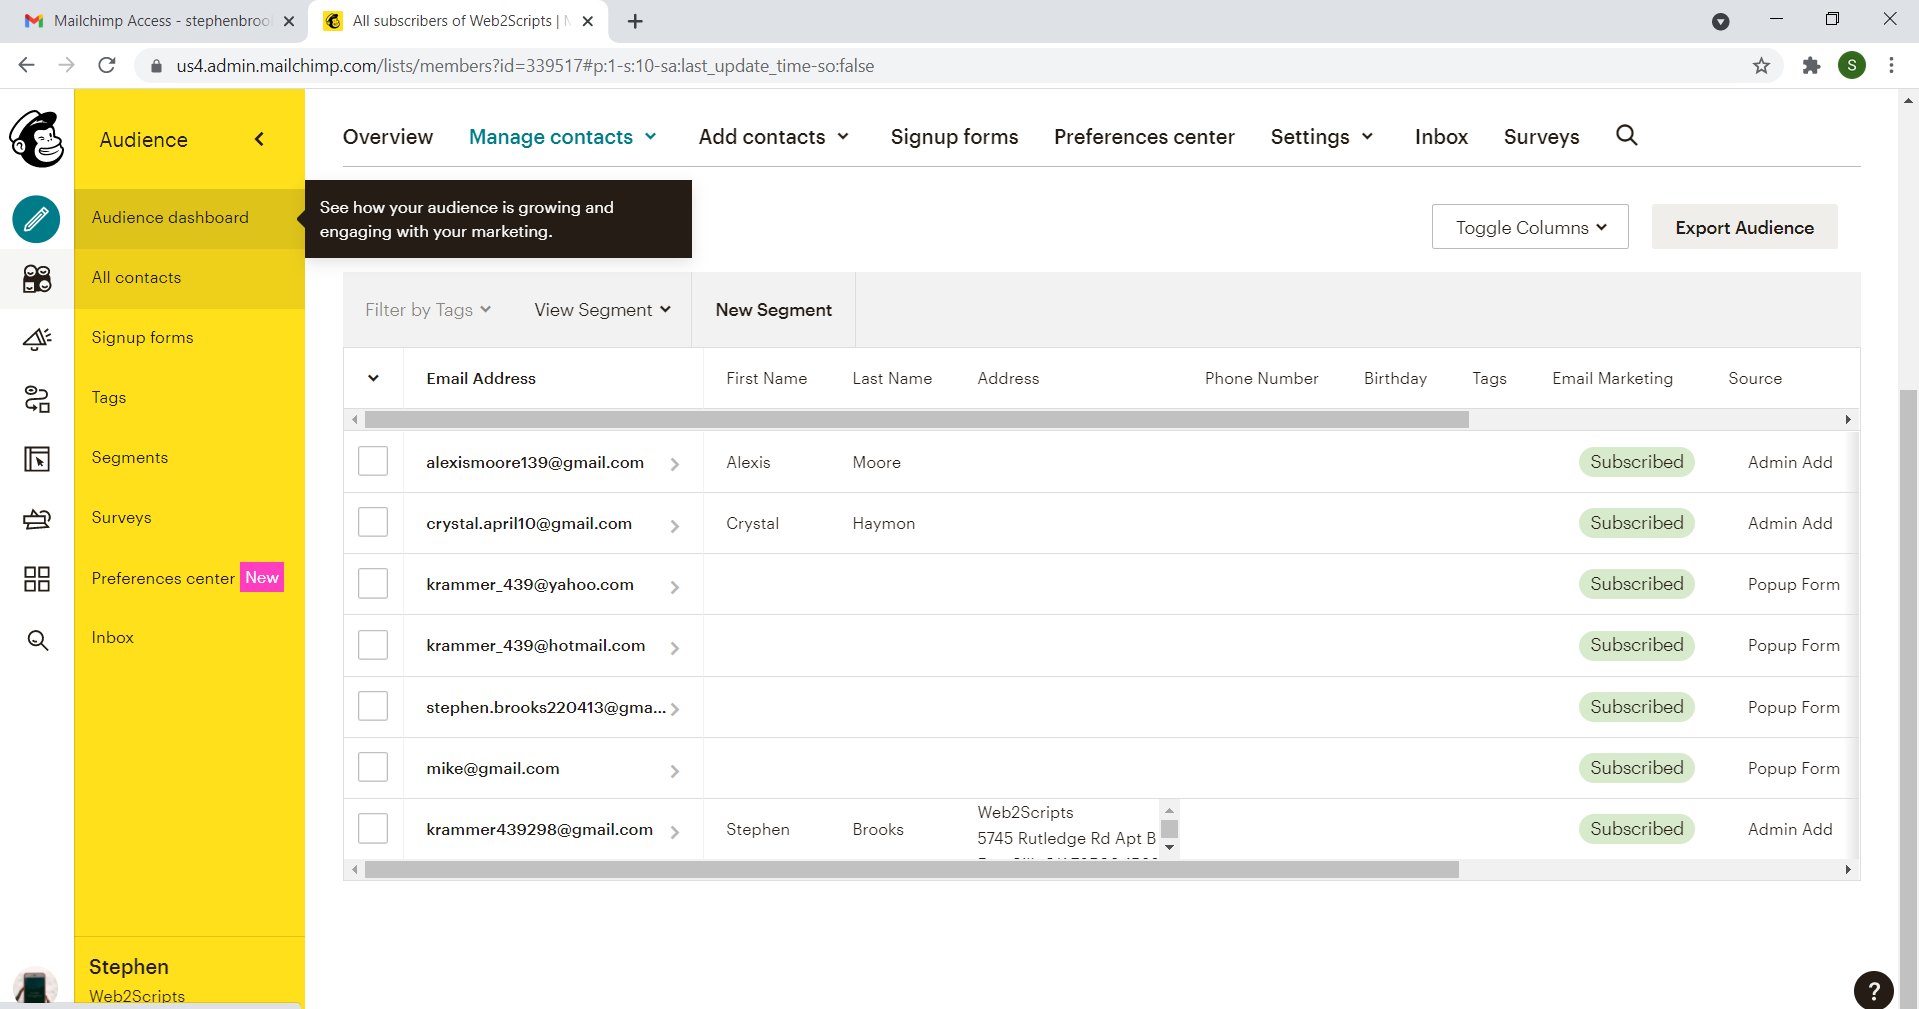 Mailchimp Access - stephenbroo
All subscribers of Web2Scripts |
us4.admin.mailchimp.com/lists/members?id=339517#p:1-s:10-sa:last_update_time-so:false
S
Audience
Overview
Manage contacts
Add contacts
Signup forms
Preferences center
Settings
Inbox
Surveys
Audience dashboard
See how your audience is growing and
engaging with your marketing.
Toggle Columns
Export Audience
All contacts
Signup forms
Tags
Segments
Surveys
Preferences center New
Inbox
Filter by Tags
View Segment
New Segment
Email Address First Name Last Name Address Phone Number Birthday Tags Email Marketing Source
alexismoore139@gmail.com Alexis Moore Subscribed Admin Add
crystal.april10@gmail.com Crystal Haymon Subscribed Admin Add
krammer_439@yahoo.com Subscribed Popup Form
krammer_439@hotmail.com Subscribed Popup Form
stephen.brooks220413@gma... Subscribed Popup Form
mike@gmail.com Subscribed Popup Form
krammer439298@gmail.com Stephen Brooks Web2Scripts
5745 Rutledge Rd Apt B
Subscribed Admin Add
Stephen
Web2Scripts
?